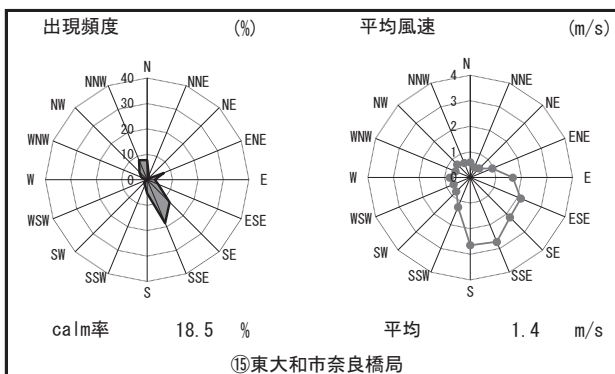 出現頻度 (%)
N
NNE
NE
ENE
E
ESE
SE
SSE
S
SSW
SW
WSW
W
WNW
NW
NNW
40
30
20
10
0
calm率 18.5 %
平均風速 (m/s)
N
NNE
NE
ENE
E
ESE
SE
SSE
S
SSW
SW
WSW
W
WNW
NW
NNW
4
3
2
1
0
平均 1.4 m/s
⑮東大和市奈良橋局